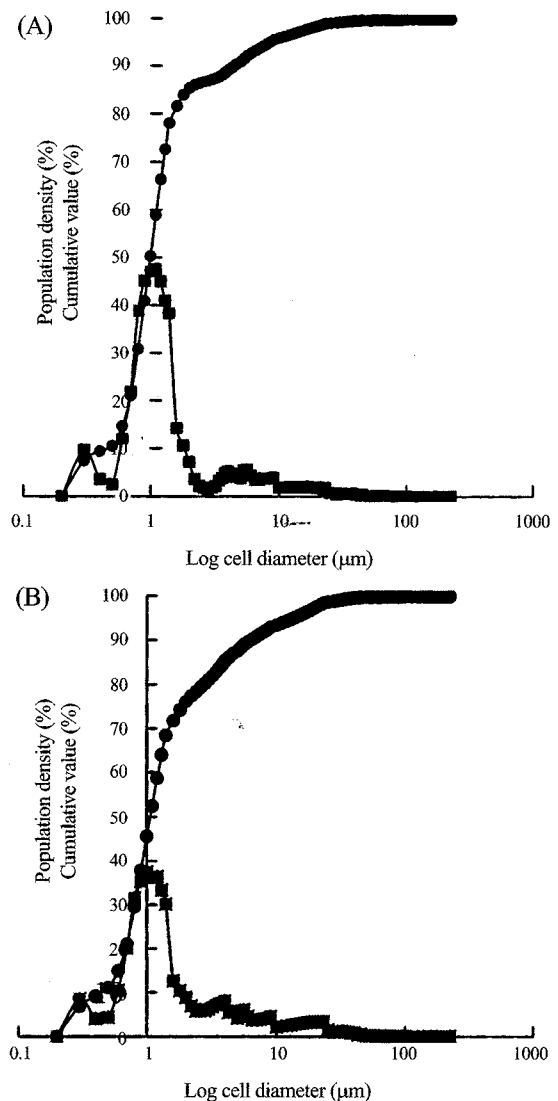 (A)
100
90
80
70
60
50
40
30
20
10
0
Population density (%)
Cumulative value (%)
0.1 1 10 100 1000
Log cell diameter (μm)
(B)
100
90
80
70
60
50
40
30
20
10
0
Population density (%)
Cumulative value (%)
0.1 1 10 100 1000
Log cell diameter (μm)